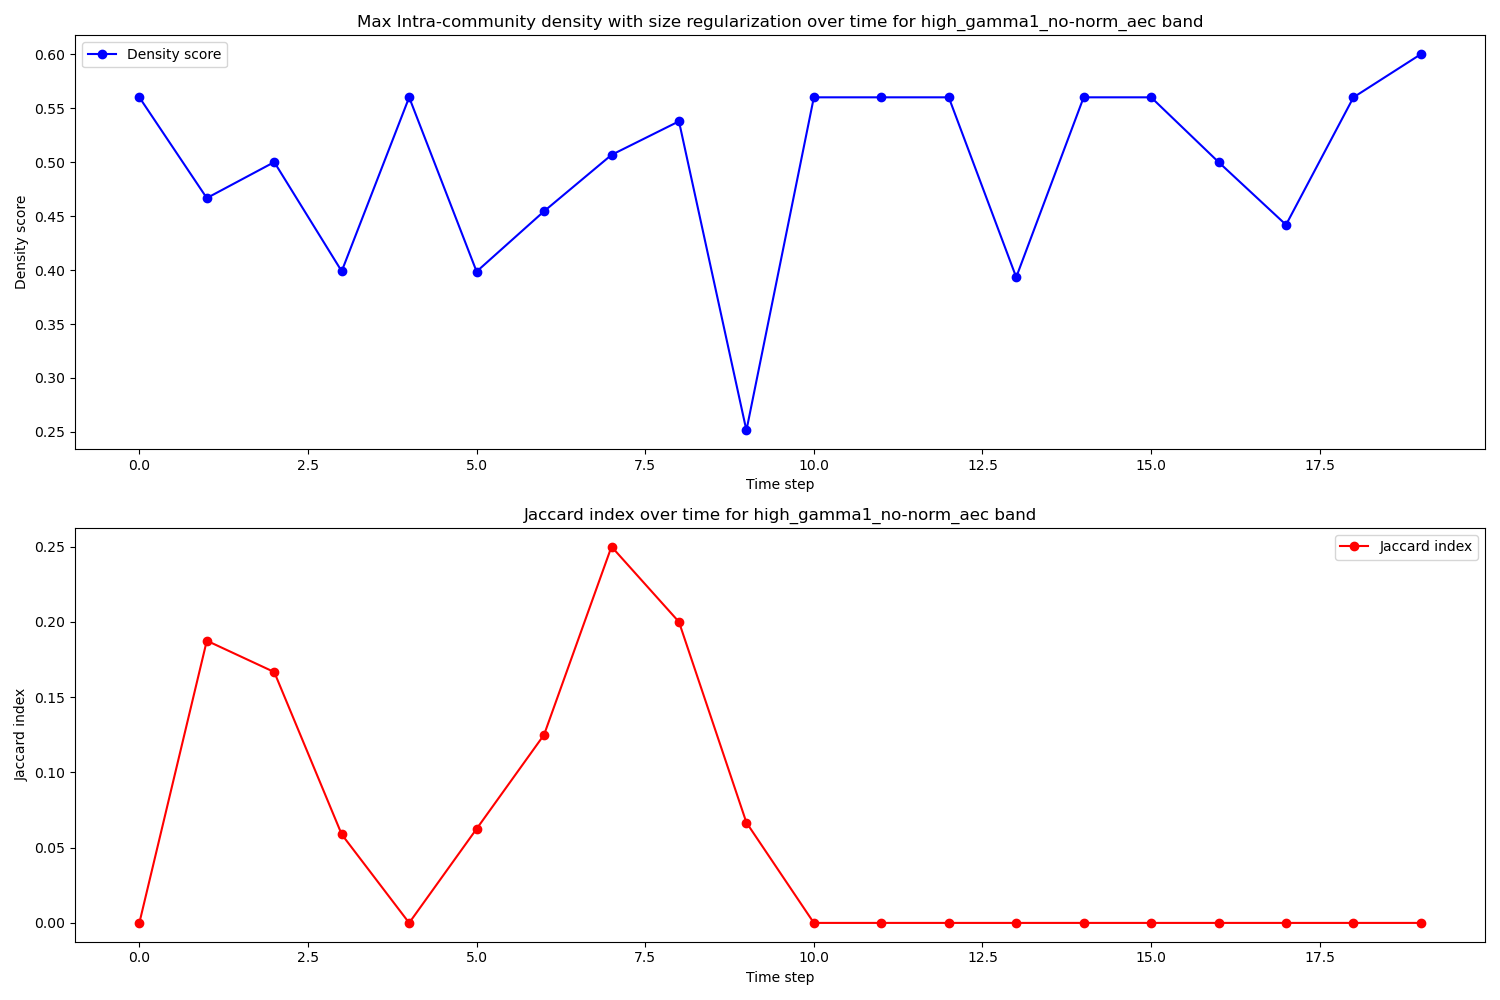 Max Intra-community density with size regularization over time for high_gamma1_no-norm_aec band
Density score
0.60
0.55
0.50
0.45
0.40
0.35
0.30
0.25
Density score
0.0 2.5 5.0 7.5 10.0 12.5 15.0 17.5
Time step
Jaccard index over time for high_gamma1_no-norm_aec band
Jaccard index
0.25
0.20
0.15
0.10
0.05
0.00
Jaccard index
0.0 2.5 5.0 7.5 10.0 12.5 15.0 17.5
Time step